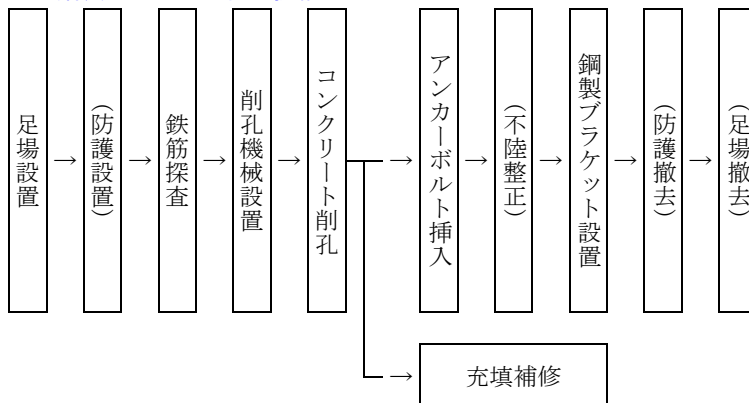 足場設置
→
(防護設置)
→
鉄筋探査
→
削孔機械設置
→
コンクリート削孔
→
アンカーボルト挿入
→
(不陸整正)
→
鋼製ブラケット設置
→
(防護撤去)
→
(足場撤去)
→
充填補修